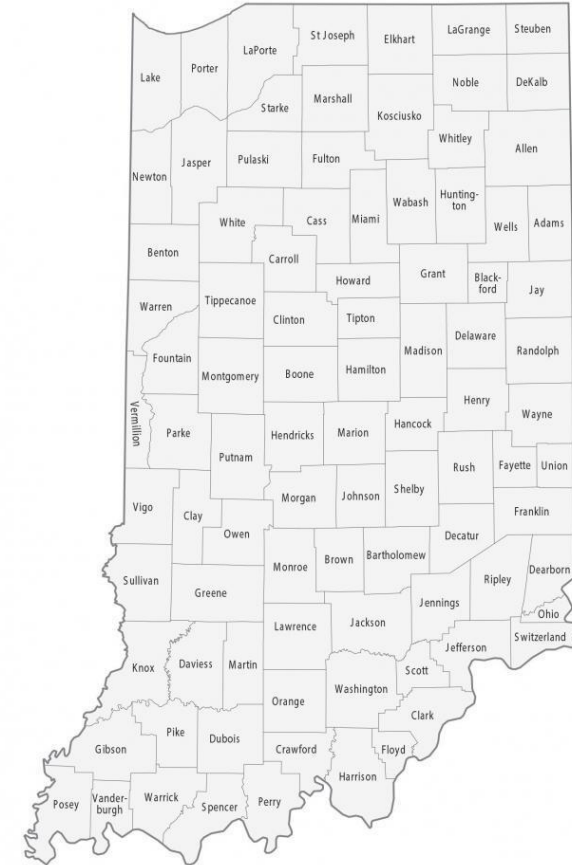 St Joseph
LaGrange
Steuben
Elkhart
LaPorte
Porter
Lake
Noble
DeKalb
Marshall
Starke
Kosciusko
Whitley
Allen
Jasper
Pulaski
Fulton
Newton
Wabash
Hunting-
ton
Miami
White
Cass
Wells
Adams
Benton
Carroll
Grant
Howard
Black-
ford
Jay
Warren
Tippecanoe
Clinton
Tipton
Delaware
Madison
Randolph
Fountain
Montgomery
Boone
Hamilton
Henry
Wayne
Vermillion
Parke
Hendricks
Marion
Hancock
Putnam
Rush
Fayette
Union
Morgan
Johnson
Shelby
Vigo
Clay
Franklin
Owen
Decatur
Monroe
Brown
Bartholomew
Dearborn
Sullivan
Greene
Ripley
Jennings
Ohio
Lawrence
Jackson
Switzerland
Jefferson
Knox
Daviess
Martin
Scott
Washington
Orange
Clark
Pike
Dubois
Gibson
Crawford
Floyd
Harrison
Posey
Vander-
burgh
Warrick
Spencer
Perry